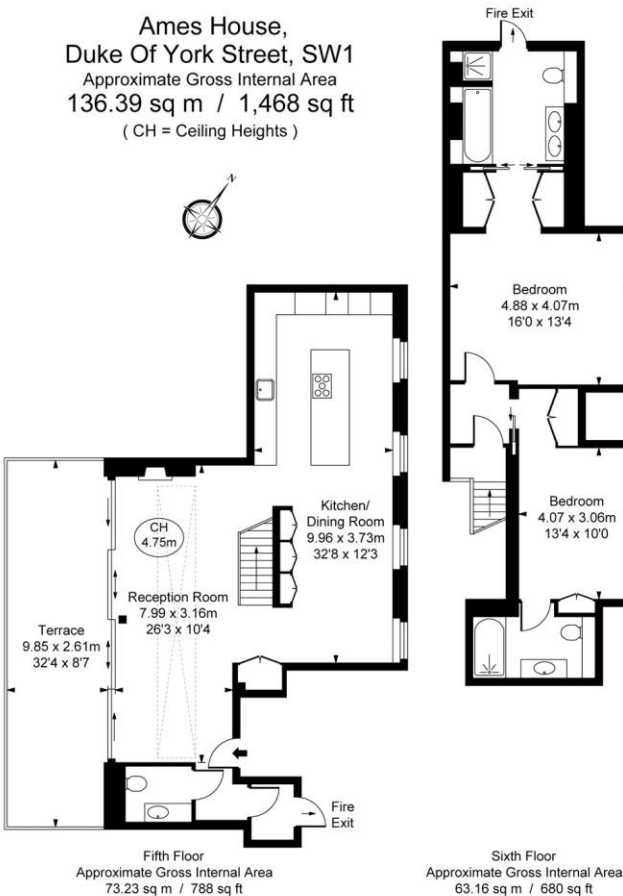 Ames House,
Duke Of York Street, SW1
Approximate Gross Internal Area
136.39 sq m / 1,468 sq ft
( CH = Ceiling Heights )
N
Fire Exit
Bedroom
4.88 x 4.07m
16'0 x 13'4
Bedroom
4.07 x 3.06m
13'4 x 10'0
Kitchen/
Dining Room
9.96 x 3.73m
32'8 x 12'3
CH
4.75m
Reception Room
7.99 x 3.16m
26'3 x 10'4
Terrace
9.85 x 2.61m
32'4 x 8'7
Fire
Exit
Fifth Floor
Approximate Gross Internal Area
73.23 sq m / 788 sq ft
Sixth Floor
Approximate Gross Internal Area
63.16 sq m / 680 sq ft